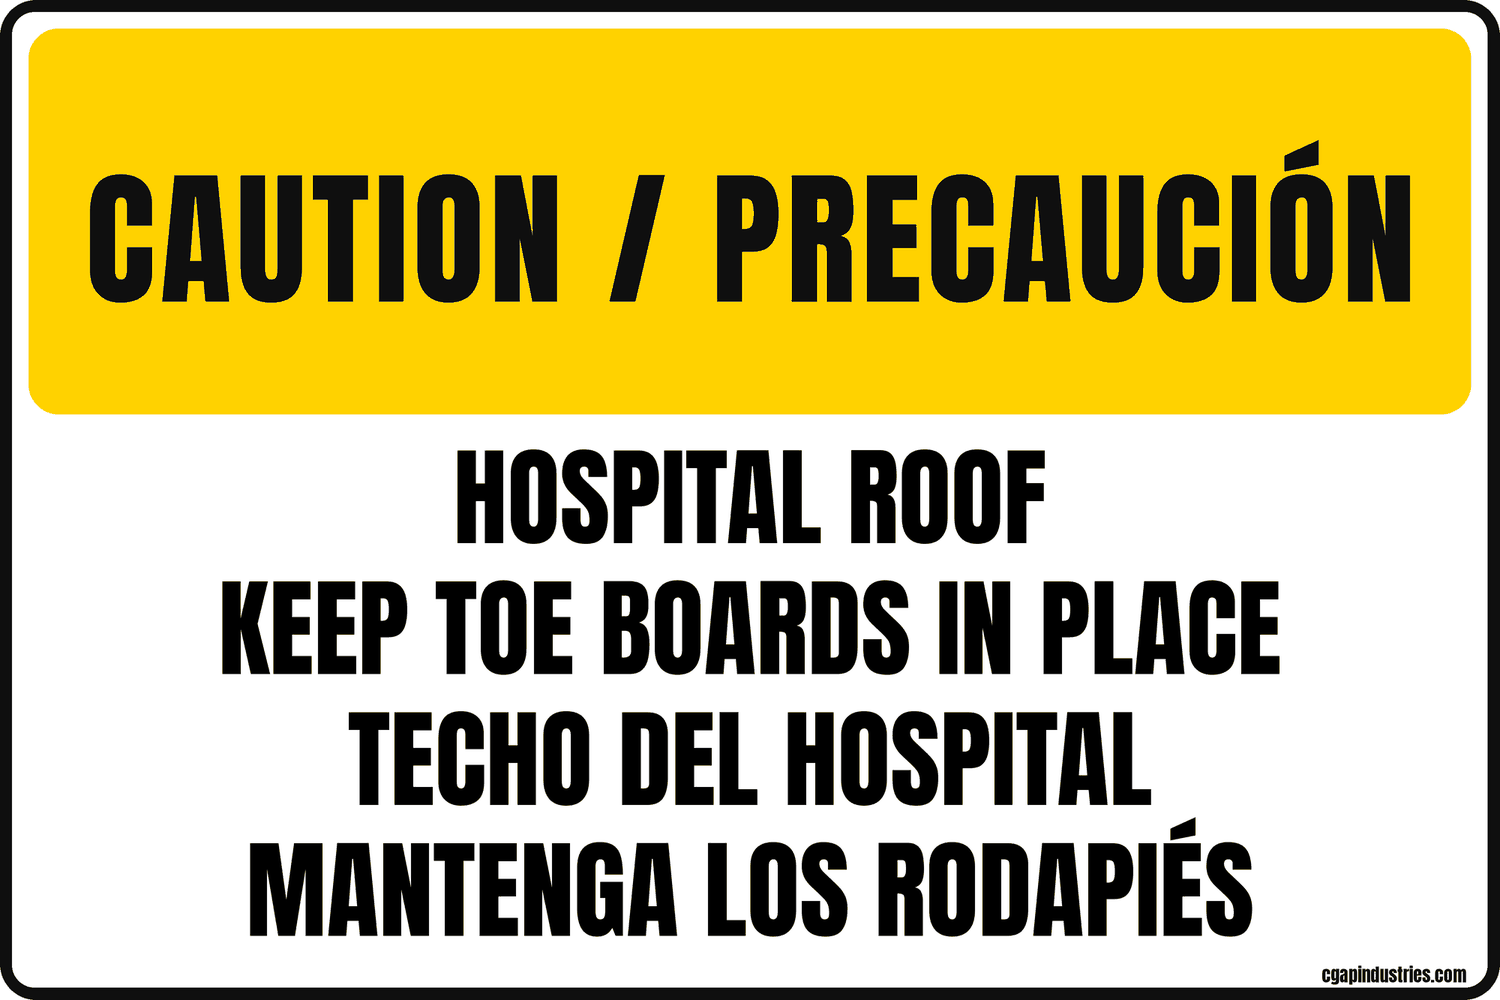 CAUTION / PRECAUCIÓN
HOSPITAL ROOF
KEEP TOE BOARDS IN PLACE
TECHO DEL HOSPITAL
MANTENGA LOS RODAPIÉS
cgapindustries.com